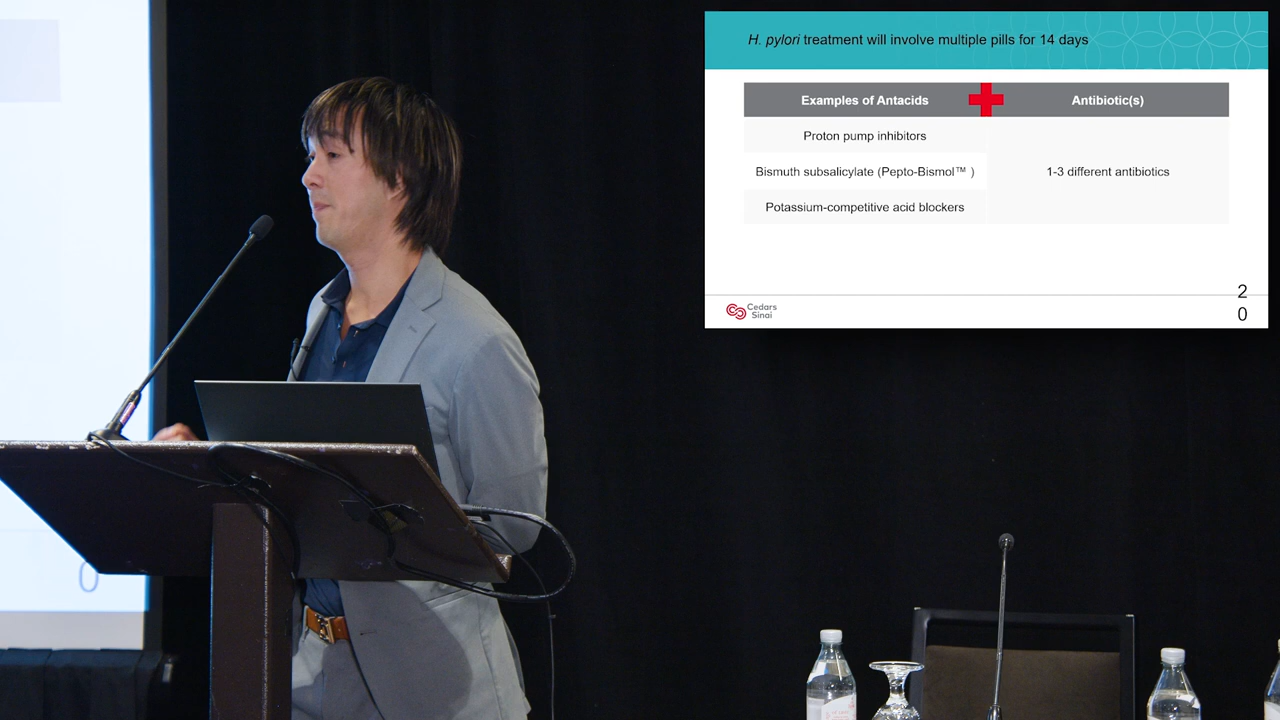 H. pylori treatment will involve multiple pills for 14 days
Examples of Antacids
Antibiotic(s)
Proton pump inhibitors
Bismuth subsalicylate (Pepto-Bismol™ )
1-3 different antibiotics
Potassium-competitive acid blockers
Cedars
Sinai
2
0
0